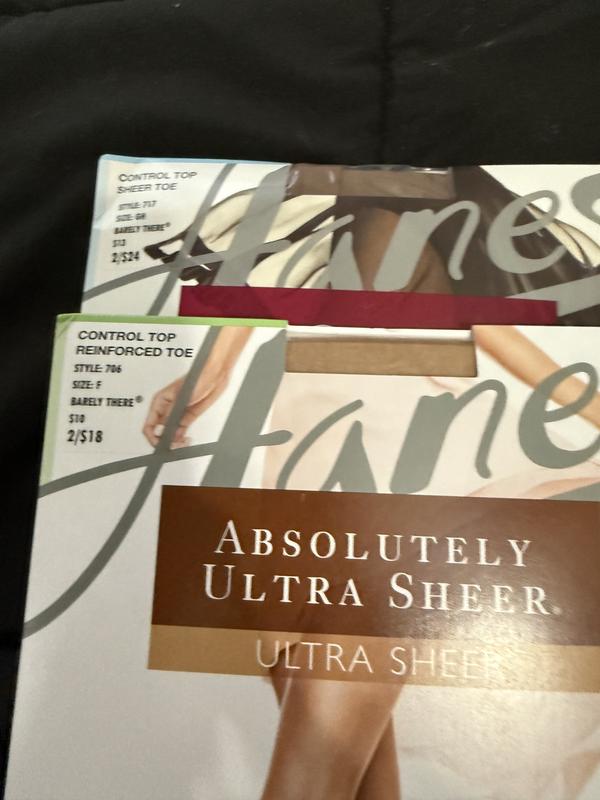 CONTROL TOP
SHEER TOE
STYLE: 717
SIZE: GH
BARELY THERE®
$13
2/$24
Hanes
CONTROL TOP
REINFORCED TOE
STYLE: 706
SIZE: F
BARELY THERE®
$10
2/$18
Hanes
ABSOLUTELY
ULTRA SHEER®
ULTRA SHEER